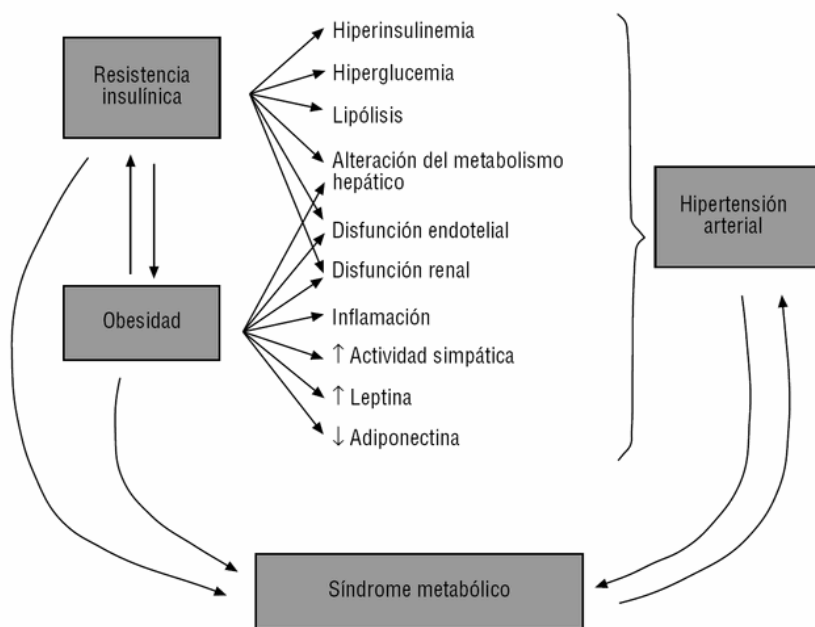 Resistencia
insulínica
Hiperinsulinemia
Hiperglucemia
Lipólisis
Alteración del metabolismo
hepático
Disfunción endotelial
Disfunción renal
Obesidad
Inflamación
↑ Actividad simpática
↑ Leptina
↓ Adiponectina
Hipertensión
arterial
Síndrome metabólico